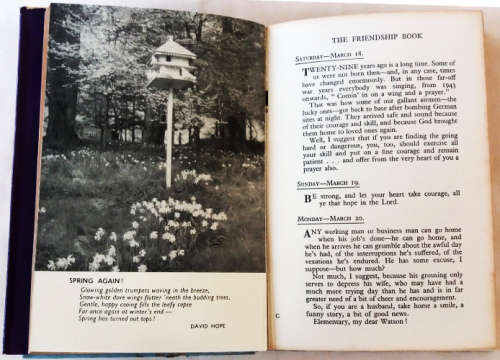 SPRING AGAIN!
Glowing golden trumpets waving in the breeze,
Snow-white dove wings flutter 'neath the budding trees,
Gentle, happy cooing fills the leafy copse
For once again at winter's end—
Spring has turned out tops!
DAVID HOPE
THE FRIENDSHIP BOOK
SATURDAY—MARCH 18.
TWENTY-NINE years ago is a long time. Some of
us were not born then—and, in any case, times
have changed enormously. But in those far-off
war years everybody was singing, from 1943
onwards, "Comin' in on a wing and a prayer."
That was how some of our gallant airmen—the
lucky ones—got back to base after bombing German
sites at night. They arrived safe and sound because
of their courage and skill, and because God brought
them home to loved ones again.
Well, I suggest that if you are finding the going
hard or dangerous, you, too, should exercise all
your skill and put on a fine courage and remain
patient . . . and offer from the very heart of you a
prayer also.
SUNDAY—MARCH 19.
BE strong, and let your heart take courage, all
ye that hope in the Lord.
MONDAY—MARCH 20.
ANY working man or business man can go home
when his job's done—he can go home, and
when he arrives he can grumble about the awful day
he's had, of the interruptions he's suffered, of the
vexations he's endured. He has some excuse, I
suppose—but how much?
Not much, I suggest, because his grousing only
serves to depress his wife, who may have had a
much more trying day than he has and is in far
greater need of a bit of cheer and encouragement.
So, if you are a husband, take home a smile, a
funny story, a bit of good news.
Elementary, my dear Watson!
C